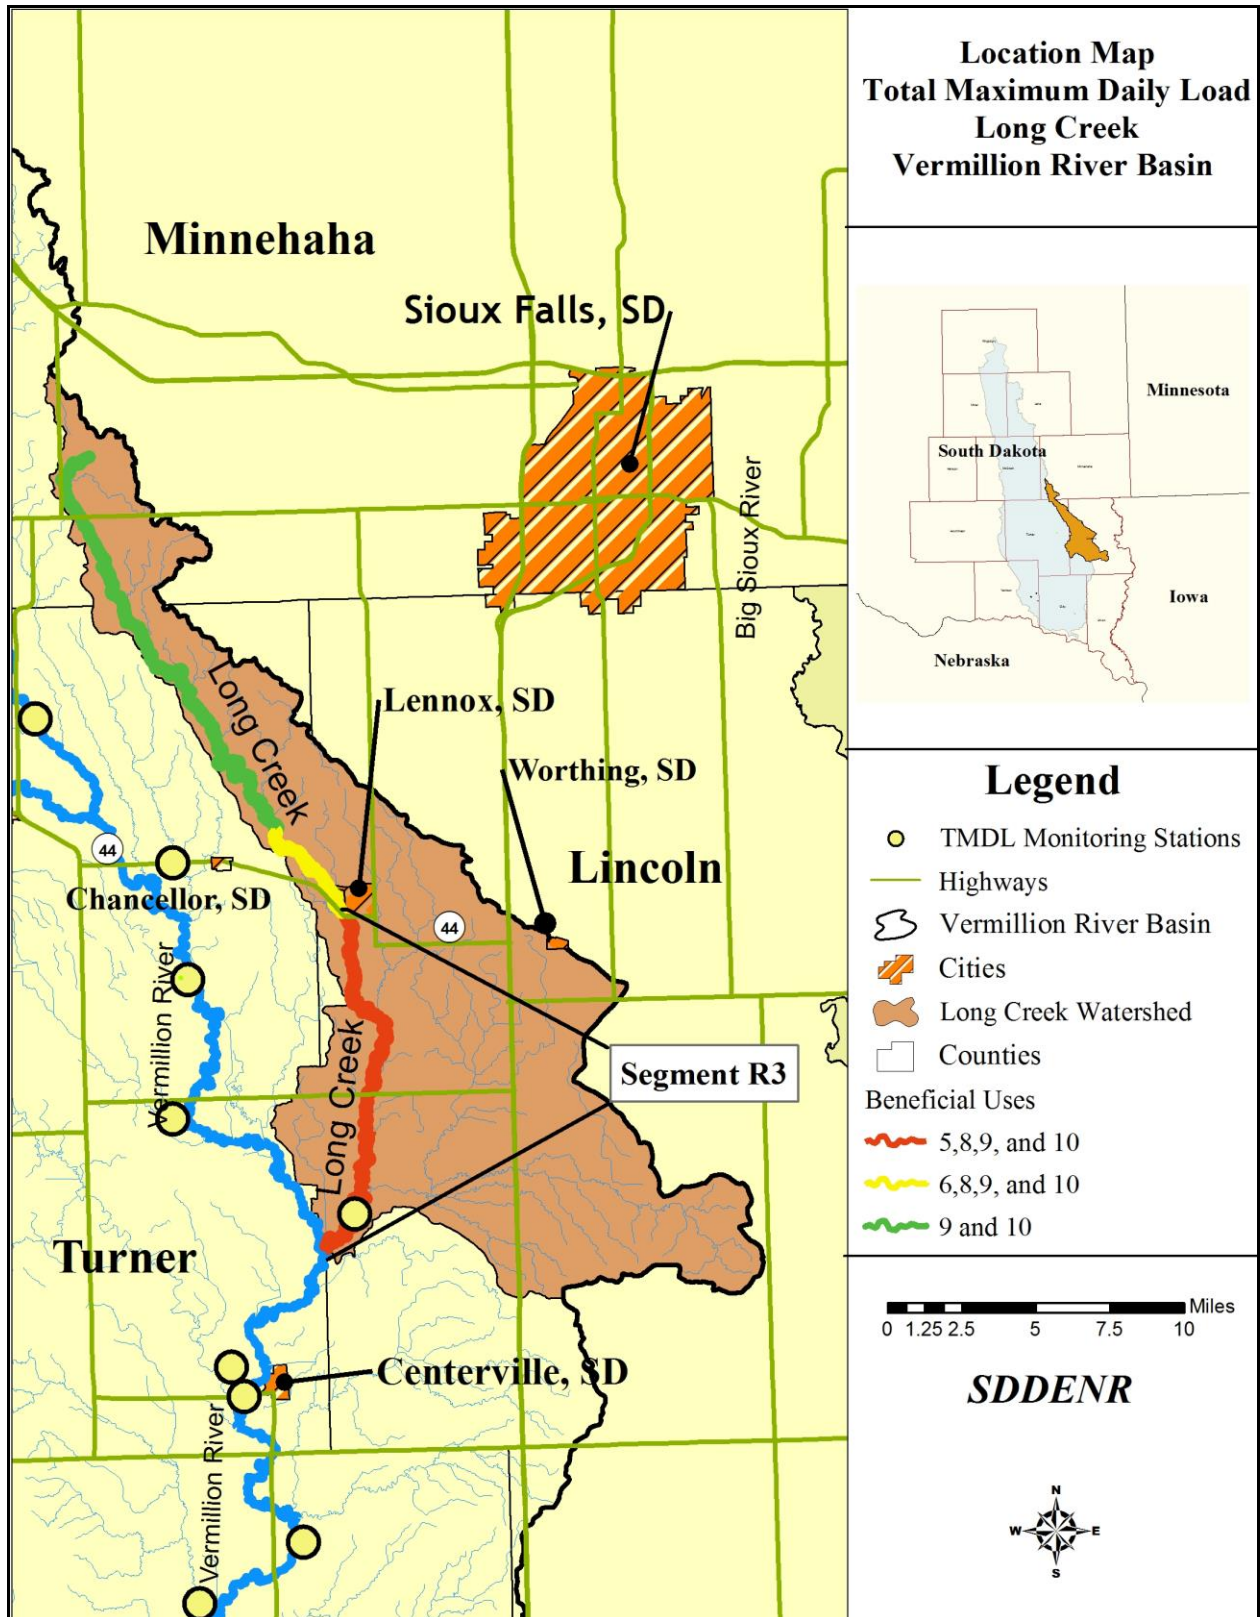 Location Map
Total Maximum Daily Load
Long Creek
Vermillion River Basin
Minnehaha
Sioux Falls, SD
Big Sioux River
Long Creek
Lennox, SD
Worthing, SD
Lincoln
44
Chancellor, SD
44
Vermillion River
Long Creek
Segment R3
Turner
Centerville, SD
Vermillion River
Minnesota
South Dakota
Iowa
Nebraska
Legend
TMDL Monitoring Stations
Highways
Vermillion River Basin
Cities
Long Creek Watershed
Counties
Beneficial Uses
5,8,9, and 10
6,8,9, and 10
9 and 10
Miles
0 1.25 2.5 5 7.5 10
SDDENR
N
W E
S